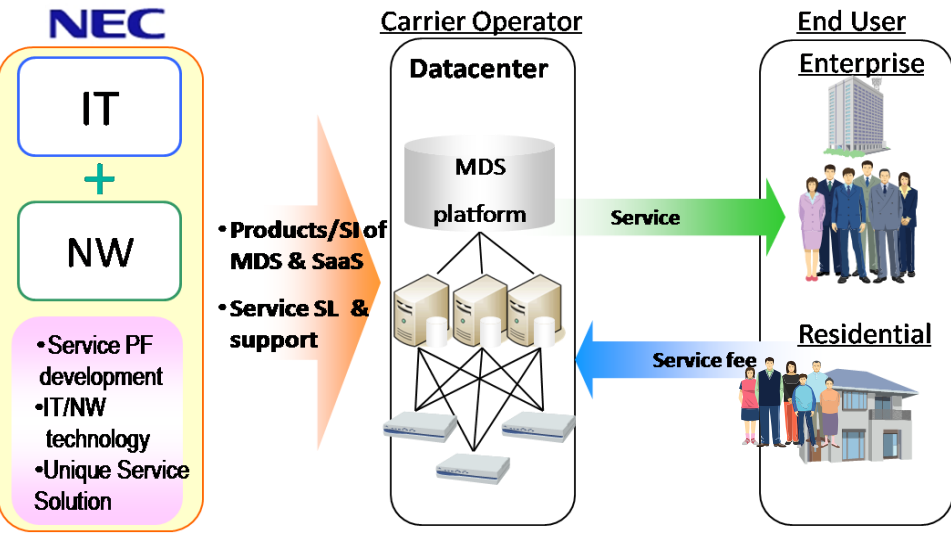 NEC
IT
+
NW
•Service PF
development
•IT/NW
technology
•Unique Service
Solution
•Products/SI of
MDS & SaaS
•Service SL &
support
Carrier Operator
Datacenter
MDS
platform
Service
Service fee
End User
Enterprise
Residential